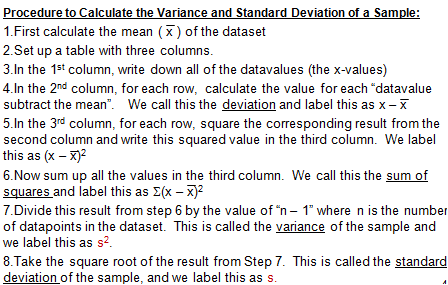 Procedure to Calculate the Variance and Standard Deviation of a Sample:
1.First calculate the mean ( x̅ ) of the dataset
2.Set up a table with three columns.
3.In the 1st column, write down all of the datavalues (the x-values)
4.In the 2nd column, for each row, calculate the value for each “datavalue
subtract the mean”. We call this the deviation and label this as x – x̅
5.In the 3rd column, for each row, square the corresponding result from the
second column and write this squared value in the third column. We label
this as (x – x̅)²
6.Now sum up all the values in the third column. We call this the sum of
squares and label this as Σ(x – x̅)²
7.Divide this result from step 6 by the value of “n – 1” where n is the number
of datapoints in the dataset. This is called the variance of the sample and
we label this as s².
8.Take the square root of the result from Step 7. This is called the standard
deviation of the sample, and we label this as s.